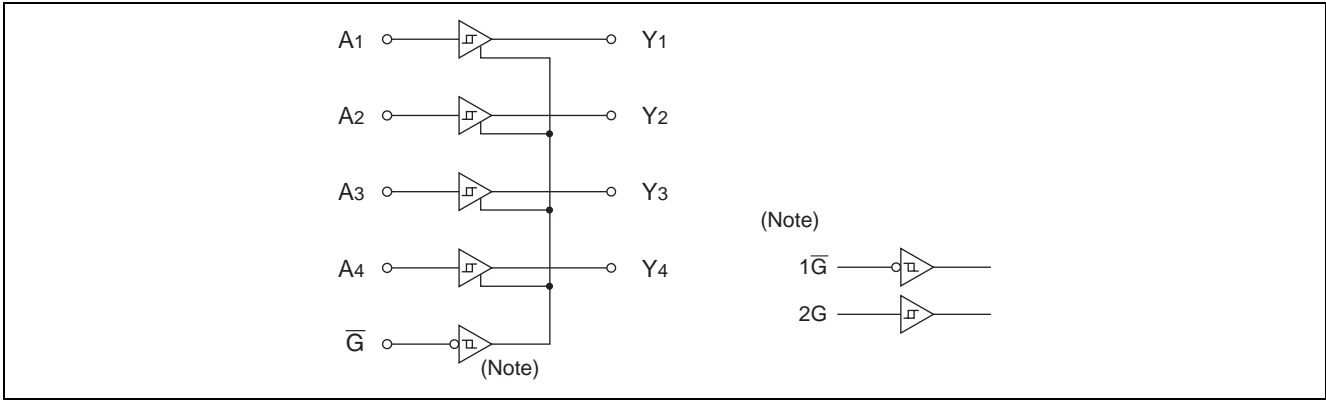 A1 Y1
A2 Y2
A3 Y3
A4 Y4
G̅
(Note)
(Note)
1G̅
2G